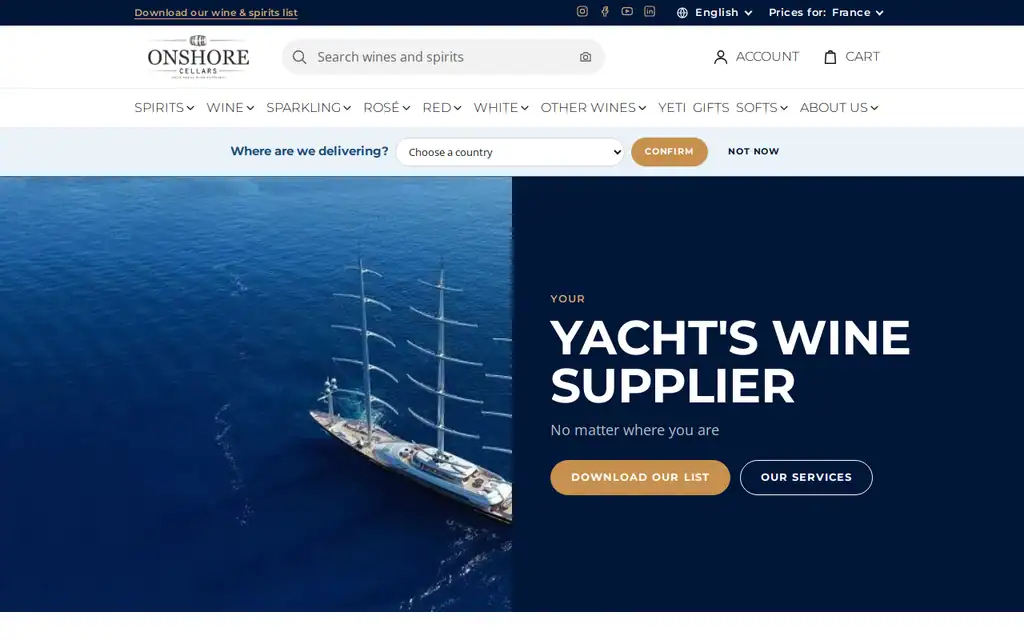 Download our wine & spirits list
English
Prices for: France
ONSHORE
CELLARS
Search wines and spirits
ACCOUNT
CART
SPIRITS
WINE
SPARKLING
ROSÉ
RED
WHITE
OTHER WINES
YETI
GIFTS
SOFTS
ABOUT US
Where are we delivering?
Choose a country
CONFIRM
NOT NOW
YOUR
YACHT'S WINE
SUPPLIER
No matter where you are
DOWNLOAD OUR LIST
OUR SERVICES